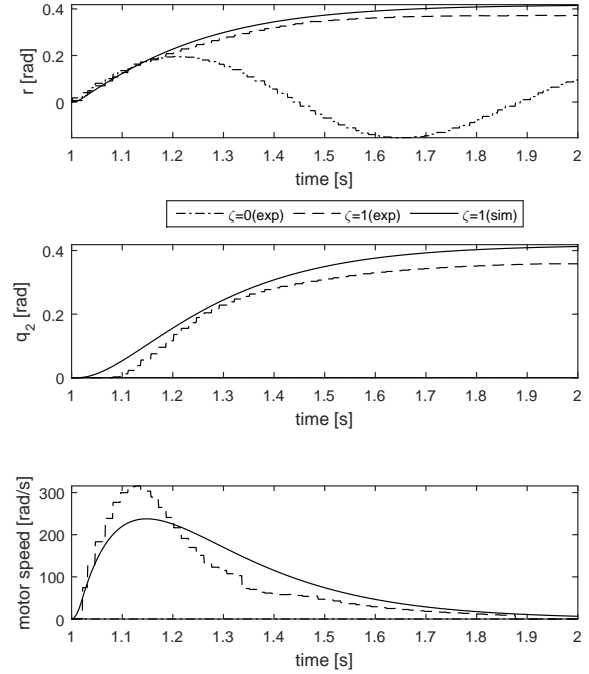 0.4
0.2
0
r [rad]
1 1.1 1.2 1.3 1.4 1.5 1.6 1.7 1.8 1.9 2
time [s]
ζ=0(exp) ζ=1(exp) ζ=1(sim)
0.4
0.2
0
q2 [rad]
1 1.1 1.2 1.3 1.4 1.5 1.6 1.7 1.8 1.9 2
time [s]
300
200
100
0
motor speed [rad/s]
1 1.1 1.2 1.3 1.4 1.5 1.6 1.7 1.8 1.9 2
time [s]